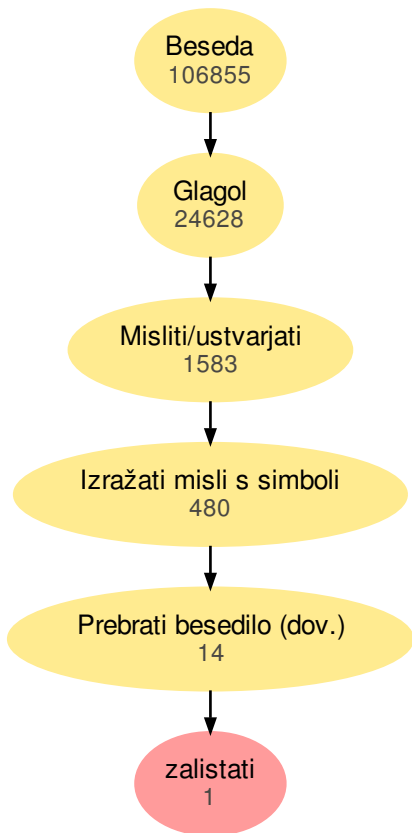 Beseda
106855
Glagol
24628
Misliti/ustvarjati
1583
Izražati misli s simboli
480
Prebrati besedilo (dov.)
14
zalistati
1